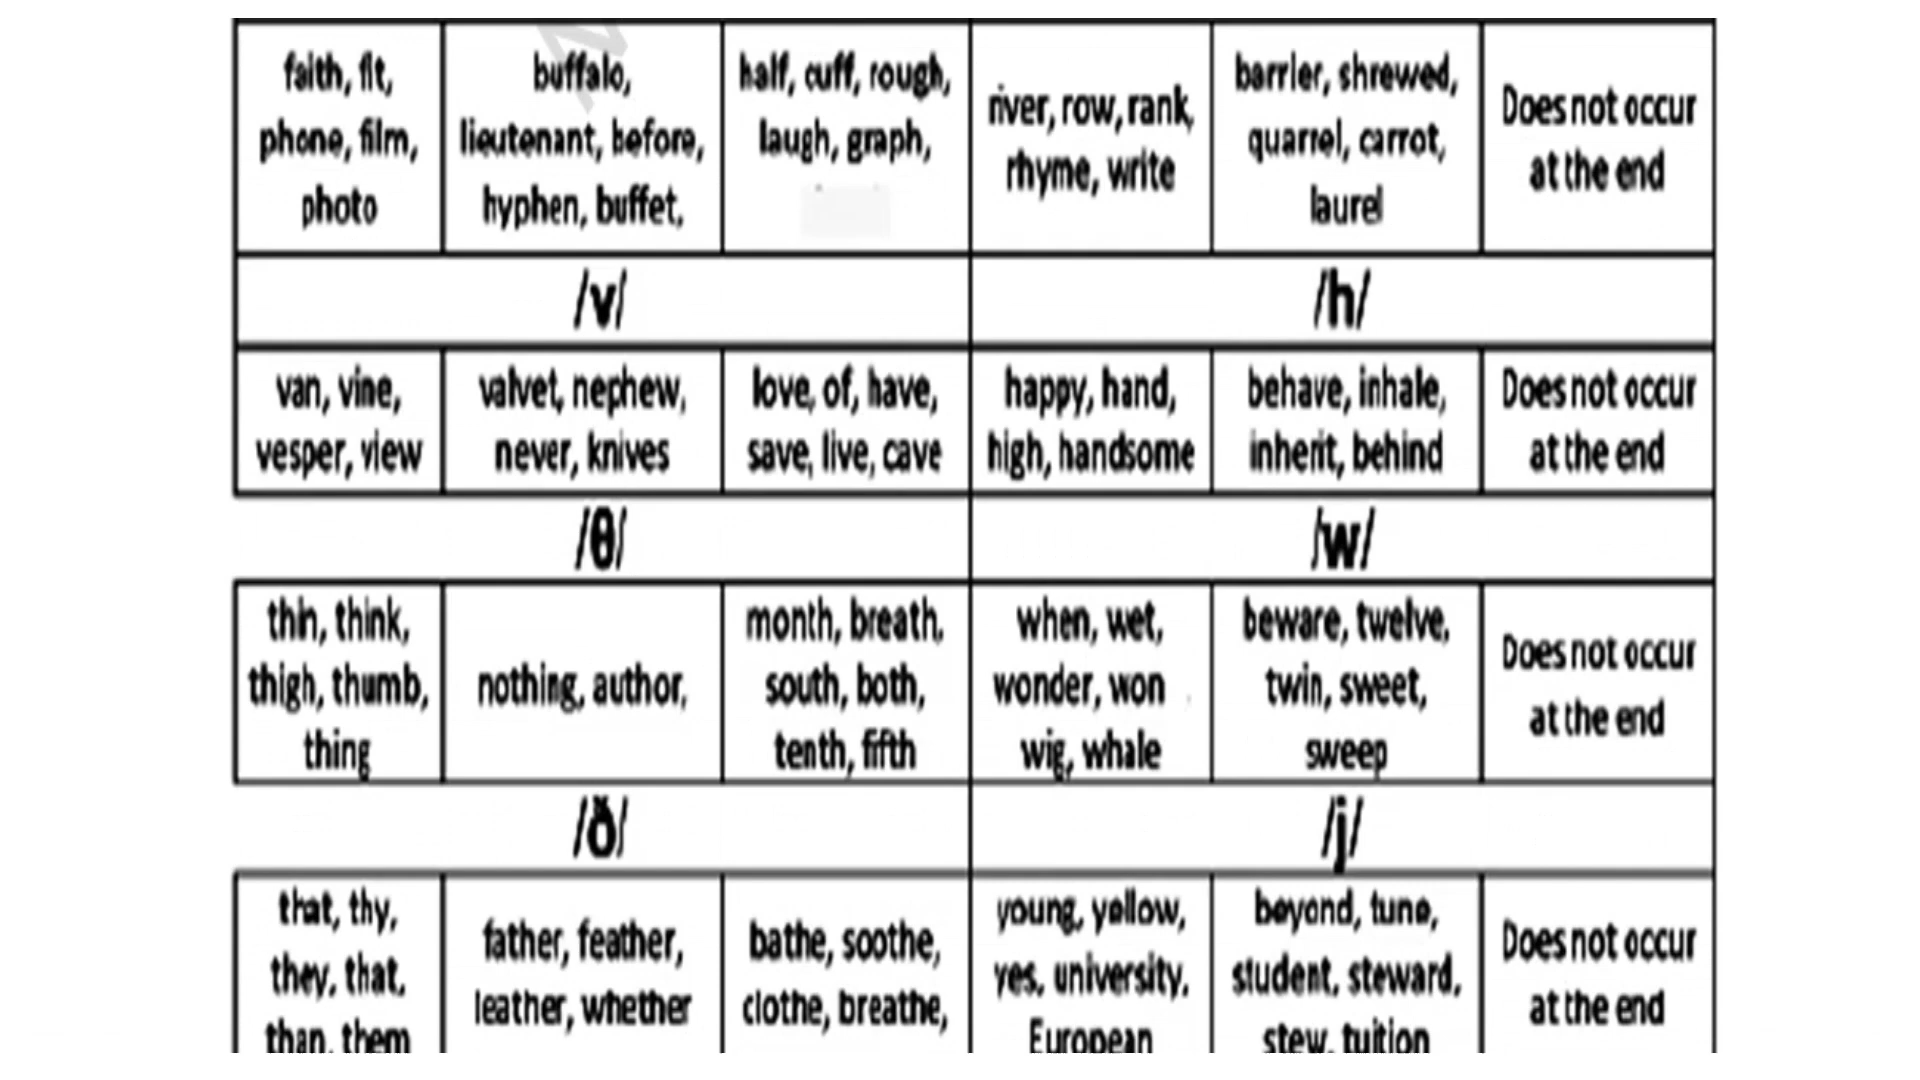 faith, fit,
phone, film,
photo
buffalo,
lieutenant, before,
hyphen, buffet,
half, cuff, rough,
laugh, graph,
river, row, rank,
rhyme, write
barrier, shrewed,
quarrel, carrot,
laurel
Does not occur
at the end
/v/
/h/
van, vine,
vesper, view
valvet, nephew,
never, knives
love, of, have,
save, live, cave
happy, hand,
high, handsome
behave, inhale,
inherit, behind
Does not occur
at the end
/θ/
/w/
thin, think,
thigh, thumb,
thing
nothing, author,
month, breath,
south, both,
tenth, fifth
when, wet,
wonder, won
wig, whale
beware, twelve,
twin, sweet,
sweep
Does not occur
at the end
/ð/
/j/
that, thy,
they, that,
than, them
father, feather,
leather, whether
bathe, soothe,
clothe, breathe,
young, yellow,
yes, university,
European
beyond, tune,
student, steward,
stew, tuition
Does not occur
at the end